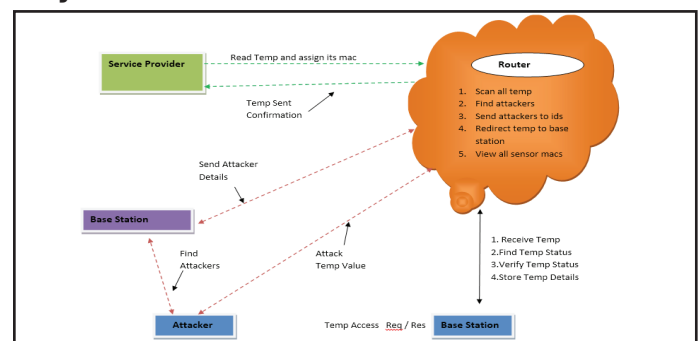 Service Provider
Read Temp and assign its mac
Temp Sent
Confirmation
Router
1. Scan all temp
2. Find attackers
3. Send attackers to ids
4. Redirect temp to base
station
5. View all sensor macs
Send Attacker
Details
Base Station
Find
Attackers
Attack
Temp Value
1. Receive Temp
2.Find Temp Status
3.Verify Temp Status
4.Store Temp Details
Attacker
Temp Access Req / Res
Base Station